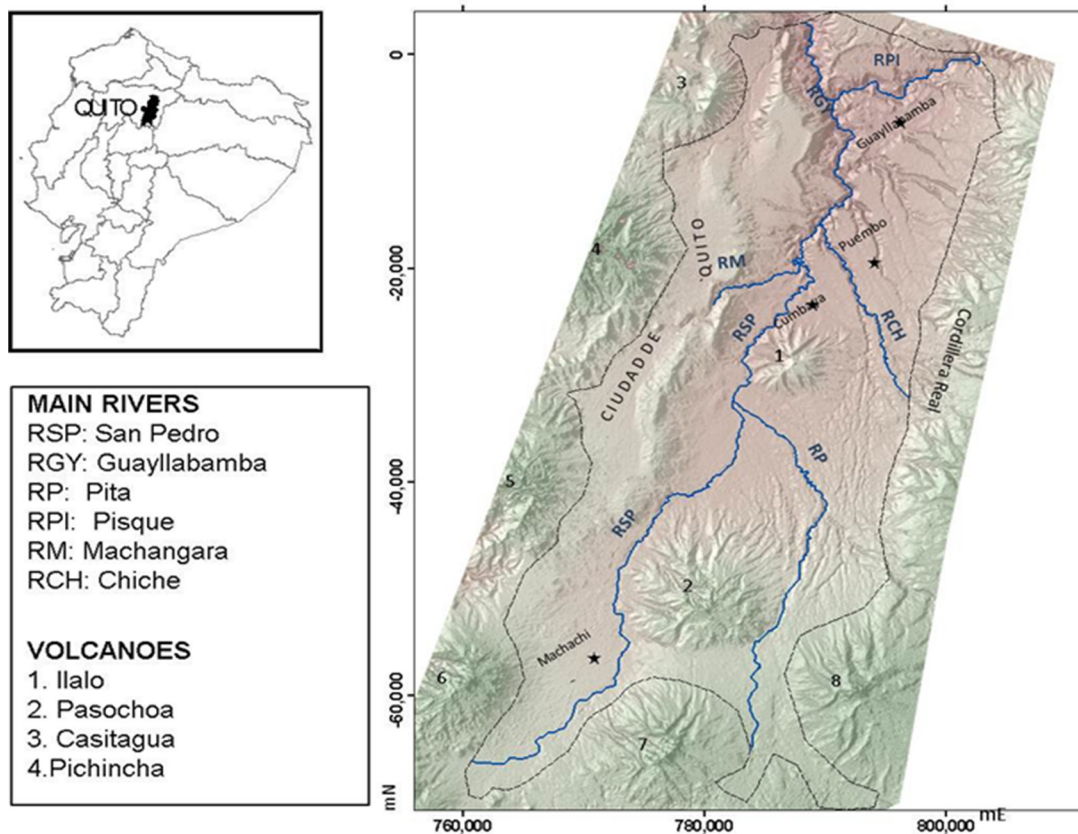 QUITO
MAIN RIVERS
RSP: San Pedro
RGY: Guayllabamba
RP: Pita
RPI: Pisque
RM: Machangara
RCH: Chiche
VOLCANOES
1. Ilalo
2. Pasochoa
3. Casitagua
4.Pichincha
0
-20,000
-40,000
-60,000
mN
760,000
780,000
800,000
mE
3
RGY
RPI
Guayllabamba
4
QUITO
Puembo
RM
Cumbaya
RSP
RCH
CIUDAD DE
1
Cordillera Real
RP
5
RSP
2
Machachi
6
7
8